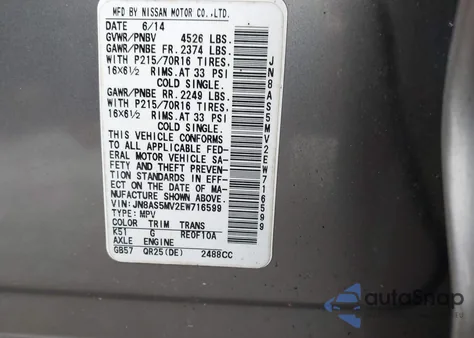 MFD BY NISSAN MOTOR CO., LTD.
DATE 6/14
GVWR/PNBV 4526 LBS.
GAWR/PNBE FR. 2374 LBS.
WITH P215/70R16 TIRES,
16X6½ RIMS.AT 33 PSI
COLD SINGLE.
GAWR/PNBE RR. 2249 LBS.
WITH P215/70R16 TIRES,
16X6½ RIMS.AT 33 PSI
COLD SINGLE.
THIS VEHICLE CONFORMS
TO ALL APPLICABLE FED-
ERAL MOTOR VEHICLE SA-
FETY AND THEFT PREVEN-
TION STANDARDS IN EFF-
ECT ON THE DATE OF MA-
NUFACTURE SHOWN ABOVE.
VIN:JN8AS5MV2EW716599
TYPE: MPV
COLOR TRIM TRANS
K51 G RE0F10A
AXLE ENGINE
GB57 QR25(DE) 2488CC
JN8AS5MV2EW716599
autoSnap
Powered by